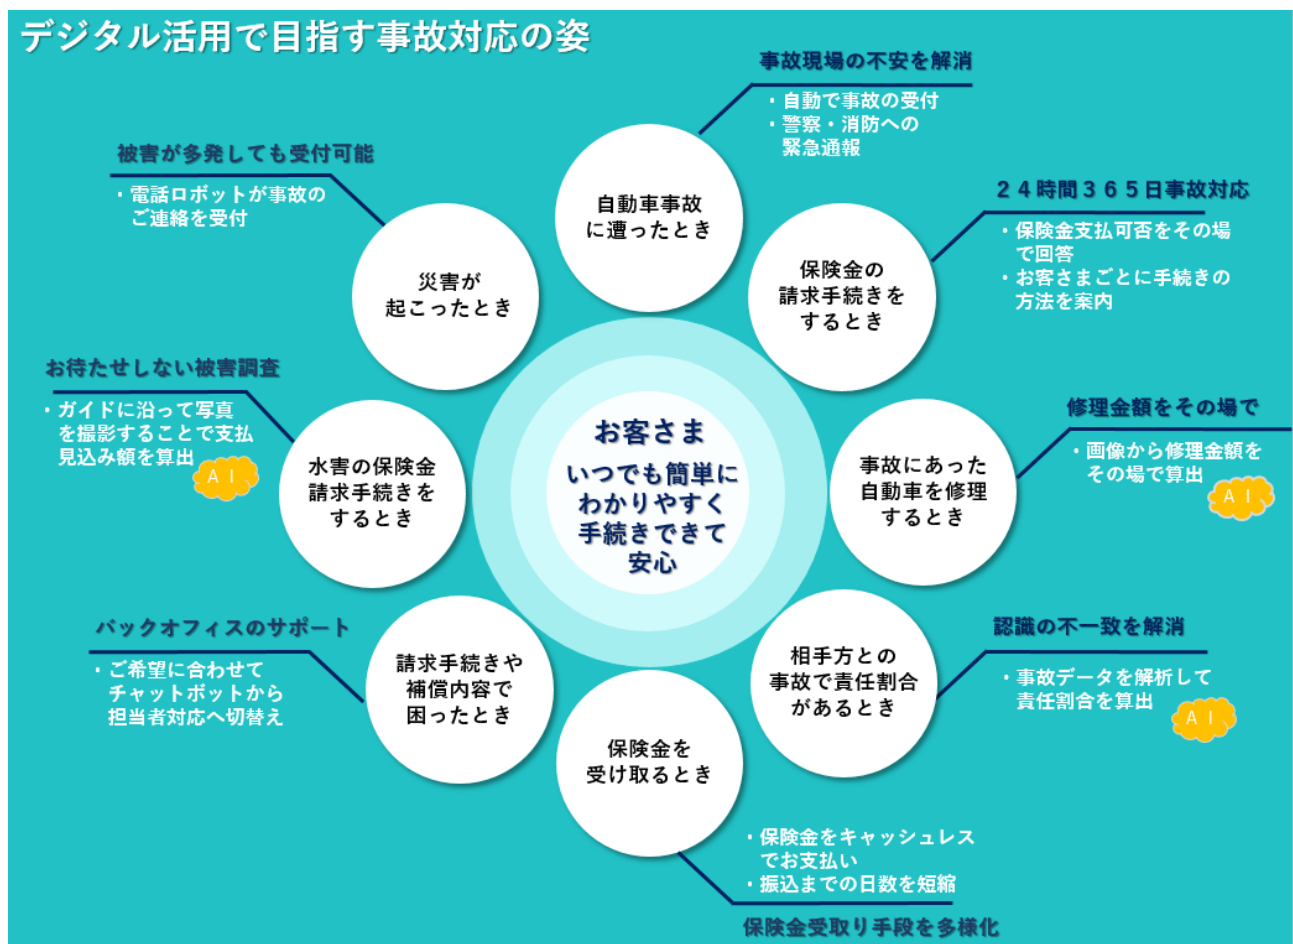 デジタル活用で目指す事故対応の姿
事故現場の不安を解消
・自動で事故の受付
・警察・消防への
緊急通報
自動車事故
に遭ったとき
２４時間３６５日事故対応
・保険金支払可否をその場
で回答
・お客さまごとに手続きの
方法を案内
保険金の
請求手続きを
するとき
修理金額をその場で
・画像から修理金額を
その場で算出
ＡＩ
事故にあった
自動車を修理
するとき
認識の不一致を解消
・事故データを解析して
責任割合を算出
ＡＩ
相手方との
事故で責任割合
があるとき
保険金を
受け取るとき
・保険金をキャッシュレス
でお支払い
・振込までの日数を短縮
保険金受取り手段を多様化
バックオフィスのサポート
・ご希望に合わせて
チャットボットから
担当者対応へ切替え
請求手続きや
補償内容で
困ったとき
お待たせしない被害調査
・ガイドに沿って写真
を撮影することで支払
見込み額を算出
ＡＩ
水害の保険金
請求手続きを
するとき
被害が多発しても受付可能
・電話ロボットが事故の
ご連絡を受付
災害が
起こったとき
お客さま
いつでも簡単に
わかりやすく
手続きできて
安心